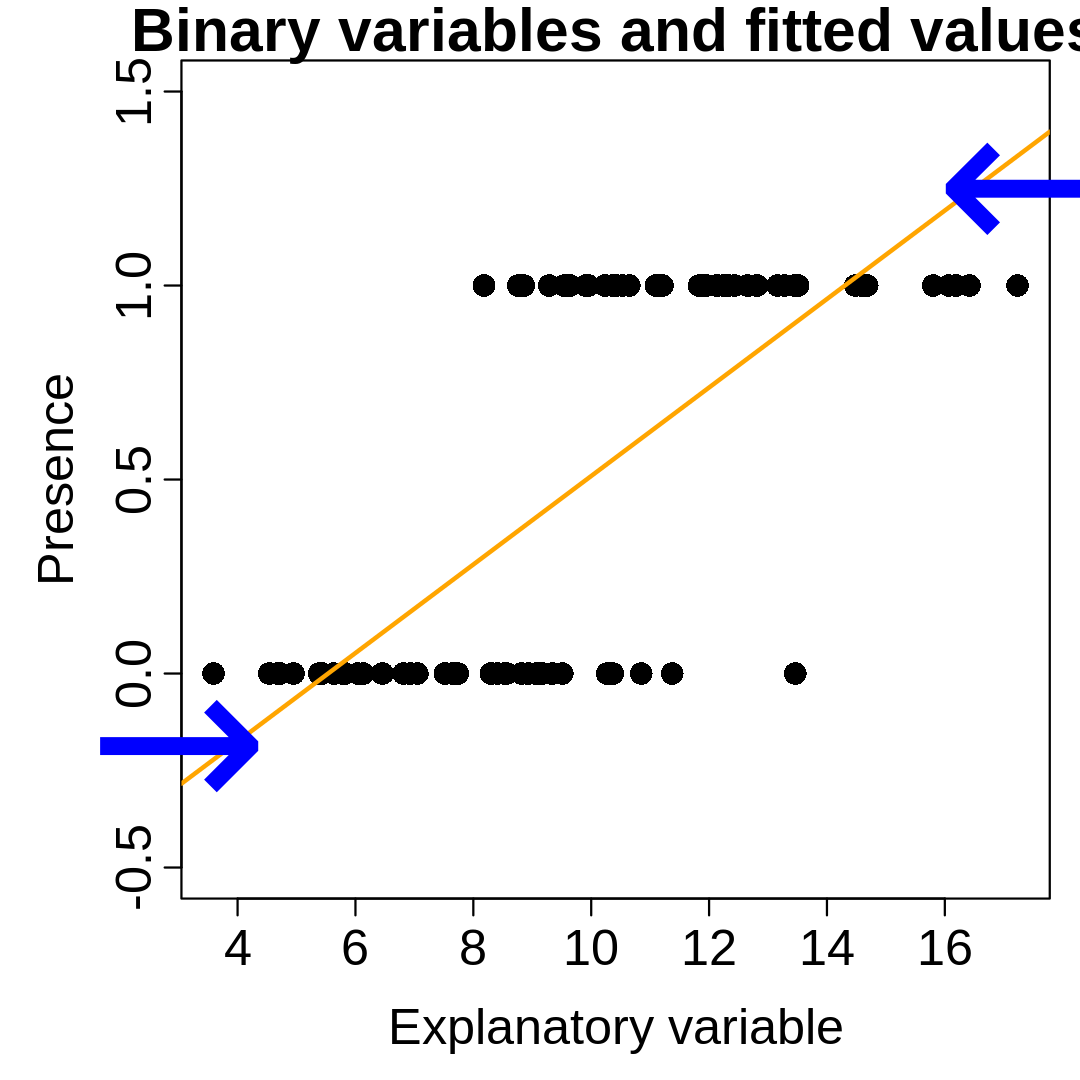 Binary variables and fitted values
1.5
1.0
0.5
0.0
-0.5
Presence
4 6 8 10 12 14 16
Explanatory variable